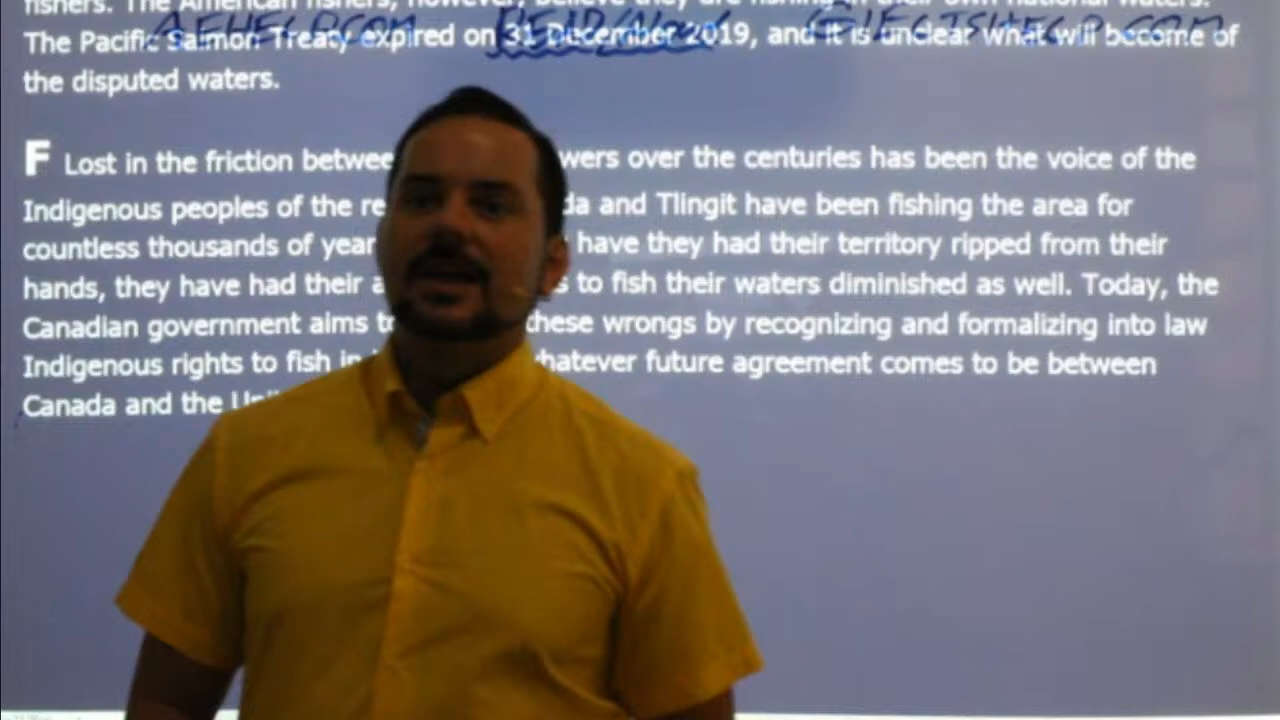 fishers. The American fishers, however, believe they are fishing in their own national waters.
AEHELP.COM READ ALONG @IELTSHELP.COM
The Pacific Salmon Treaty expired on 31 December 2019, and it is unclear what will become of
the disputed waters.
F Lost in the friction betwee wers over the centuries has been the voice of the
Indigenous peoples of the re da and Tlingit have been fishing the area for
countless thousands of year have they had their territory ripped from their
hands, they have had their a s to fish their waters diminished as well. Today, the
Canadian government aims t these wrongs by recognizing and formalizing into law
Indigenous rights to fish in hatever future agreement comes to be between
Canada and the Uni